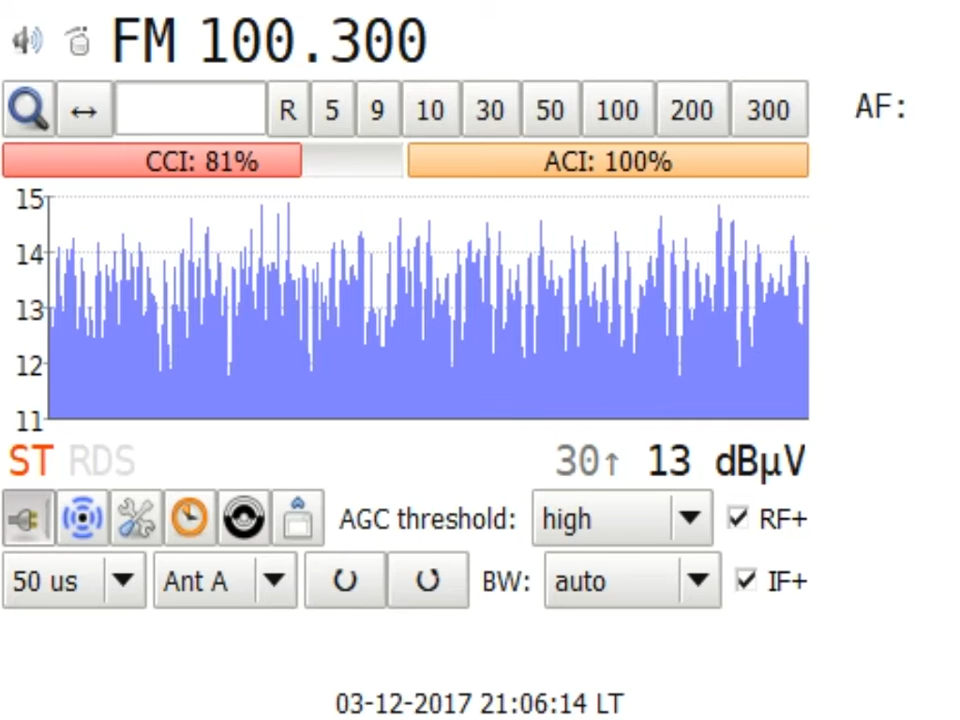 FM 100.300
R 5 9 10 30 50 100 200 300 AF:
CCI: 81% ACI: 100%
15
14
13
12
11
ST RDS 30↑ 13 dBµV
AGC threshold: high RF+
50 us Ant A BW: auto IF+
03-12-2017 21:06:14 LT